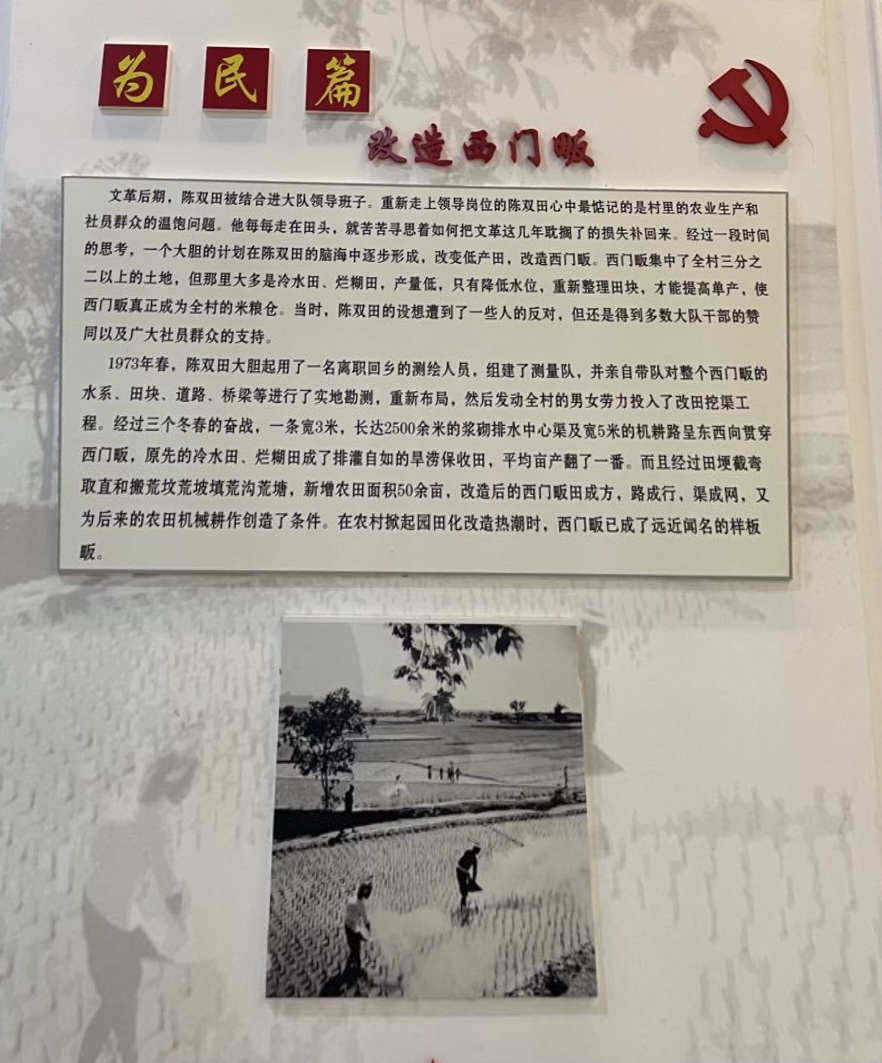 为民篇
改造西门畈
文革后期，陈双田被结合进大队领导班子。重新走上领导岗位的陈双田心中最惦记的是村里的农业生产和
社员群众的温饱问题。他每每走在田头，就苦苦寻思着如何把文革这几年耽搁了的损失补回来。经过一段时间
的思考，一个大胆的计划在陈双田的脑海中逐步形成，改变低产田，改造西门畈。西门畈集中了全村三分之
二以上的土地，但那里大多是冷水田、烂糊田，产量低，只有降低水位，重新整理田块，才能提高单产，使
西门畈真正成为全村的米粮仓。当时，陈双田的设想遭到了一些人的反对，但还是得到多数大队干部的赞
同以及广大社员群众的支持。
1973年春，陈双田大胆起用了一名离职回乡的测绘人员，组建了测量队，并亲自带队对整个西门畈的
水系、田块、道路、桥梁等进行了实地勘测，重新布局，然后发动全村的男女劳力投入了改田挖渠工
程。经过三个冬春的奋战，一条宽3米，长达2500余米的浆砌排水中心渠及宽5米的机耕路呈东西向贯穿
西门畈，原先的冷水田、烂糊田成了排灌自如的旱涝保收田，平均亩产翻了一番。而且经过田埂截弯
取直和搬荒坟荒坡填荒沟荒塘，新增农田面积50余亩，改造后的西门畈田成方，路成行，渠成网，又
为后来的农田机械耕作创造了条件。在农村掀起园田化改造热潮时，西门畈已成了远近闻名的样板
畈。